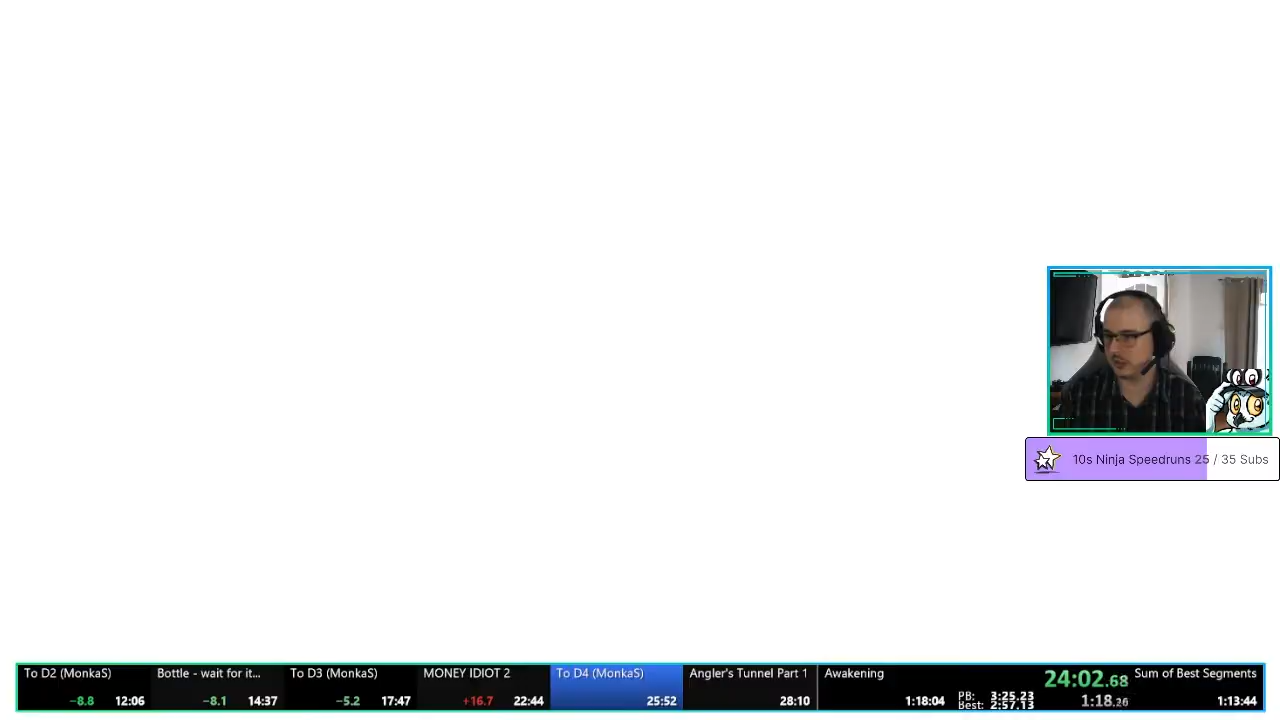 10s Ninja Speedruns 25 / 35 Subs
To D2 (MonkaS)
-8.8 12:06
Bottle - wait for it...
-8.1 14:37
To D3 (MonkaS)
-5.2 17:47
MONEY IDIOT 2
+16.7 22:44
To D4 (MonkaS)
25:52
Angler's Tunnel Part 1
28:10
Awakening
1:18:04
24:02.68
PB: 3:25.23
Best: 2:57.13
1:18.26
Sum of Best Segments
1:13:44